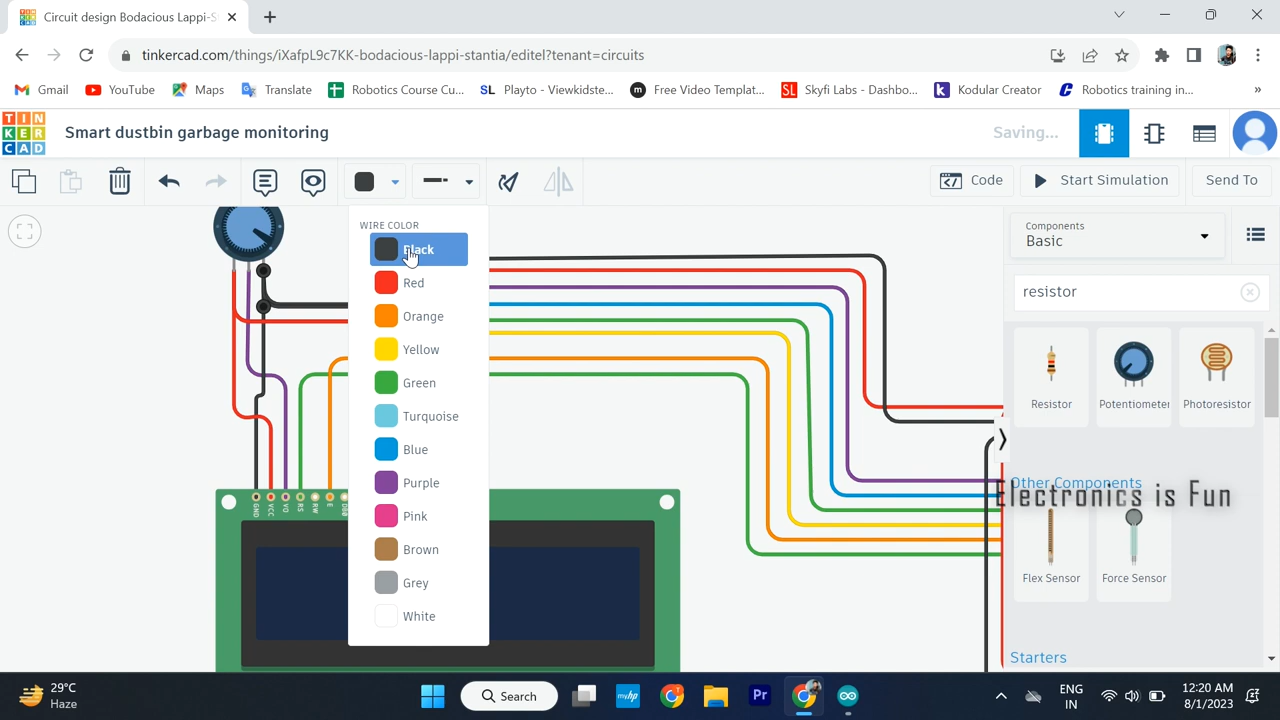 Circuit design Bodacious Lappi-S
tinkercad.com/things/iXafpL9c7KK-bodacious-lappi-stantia/editel?tenant=circuits
Gmail YouTube Maps Translate Robotics Course Cu... SL Playto - Viewkidste... m Free Video Templat... SL Skyfi Labs - Dashbo... k Kodular Creator Robotics training in... »
TIN
KER
CAD
Smart dustbin garbage monitoring
Saving...
Code
Start Simulation
Send To
WIRE COLOR
Black
Red
Orange
Yellow
Green
Turquoise
Blue
Purple
Pink
Brown
Grey
White
GND VCC V0 RS RW E DB0
Components
Basic
resistor
Resistor Potentiometer Photoresistor
Other Components
Electronics is Fun
Flex Sensor Force Sensor
Starters
29°C
Haze
Search
myhp
Pr
ENG
IN
12:20 AM
8/1/2023